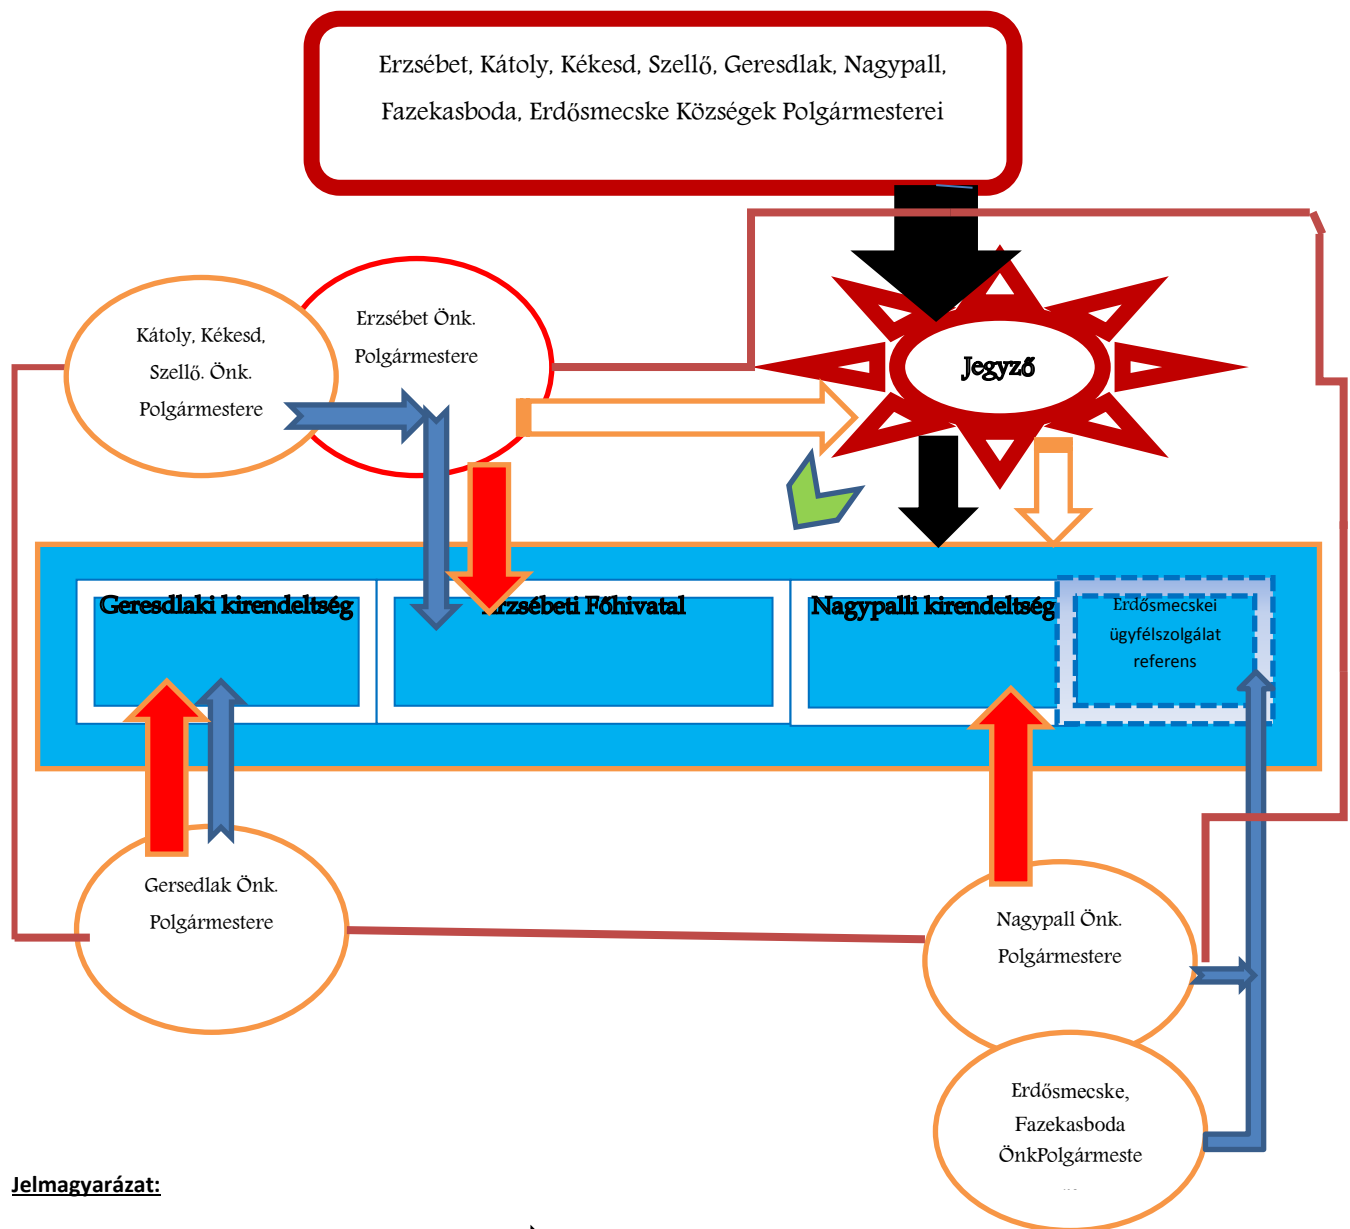 Erzsébet, Kátoly, Kékesd, Szellő, Geresdlak, Nagypall,
Fazekasboda, Erdősmecske Községek Polgármesterei
Kátoly, Kékesd,
Szellő. Önk.
Polgármestere
Erzsébet Önk.
Polgármestere
Jegyző
Geresdlaki kirendeltség
Főhivatal
Nagypalli kirendeltség
Erdősmecskei
ügyfélszolgálat
referens
Gersedlak Önk.
Polgármestere
Nagypall Önk.
Polgármestere
Erdősmecske,
Fazekasboda
ÖnkPolgármeste
Jelmagyarázat: